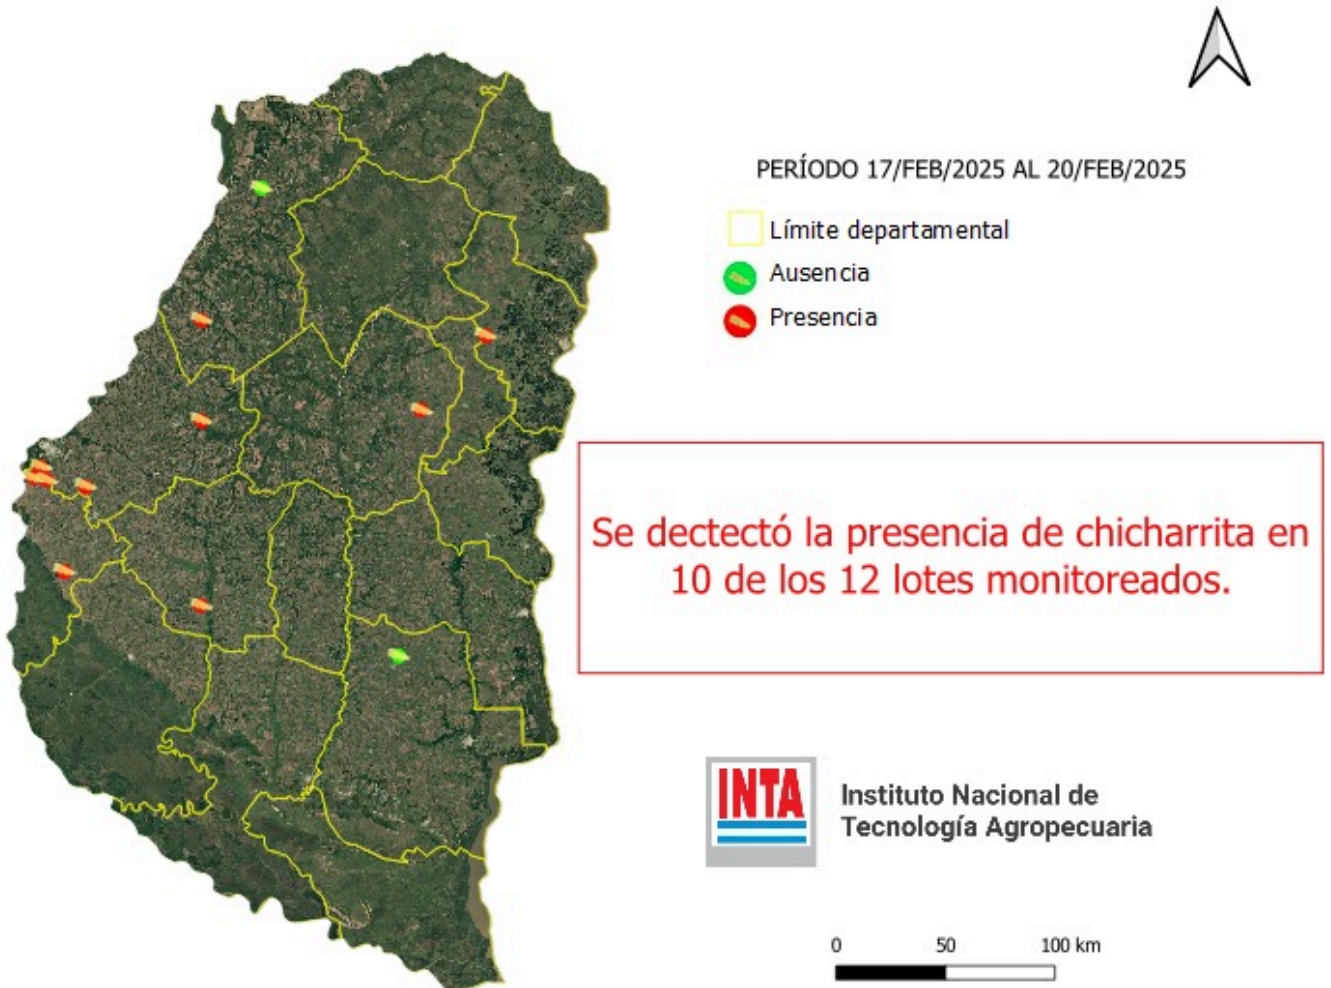 PERÍODO 17/FEB/2025 AL 20/FEB/2025
Límite departamental
Ausencia
Presencia
Se dectectó la presencia de chicharrita en
10 de los 12 lotes monitoreados.
INTA
Instituto Nacional de
Tecnología Agropecuaria
0 50 100 km